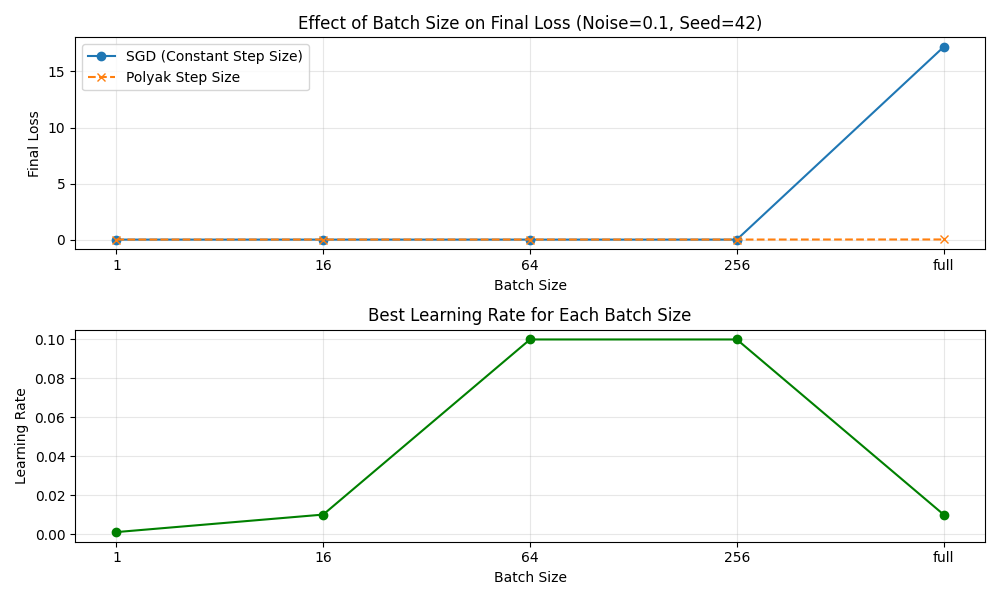 Effect of Batch Size on Final Loss (Noise=0.1, Seed=42)
SGD (Constant Step Size)
Polyak Step Size
Final Loss
15
10
5
0
1 16 64 256 full
Batch Size
Best Learning Rate for Each Batch Size
Learning Rate
0.10
0.08
0.06
0.04
0.02
0.00
1 16 64 256 full
Batch Size